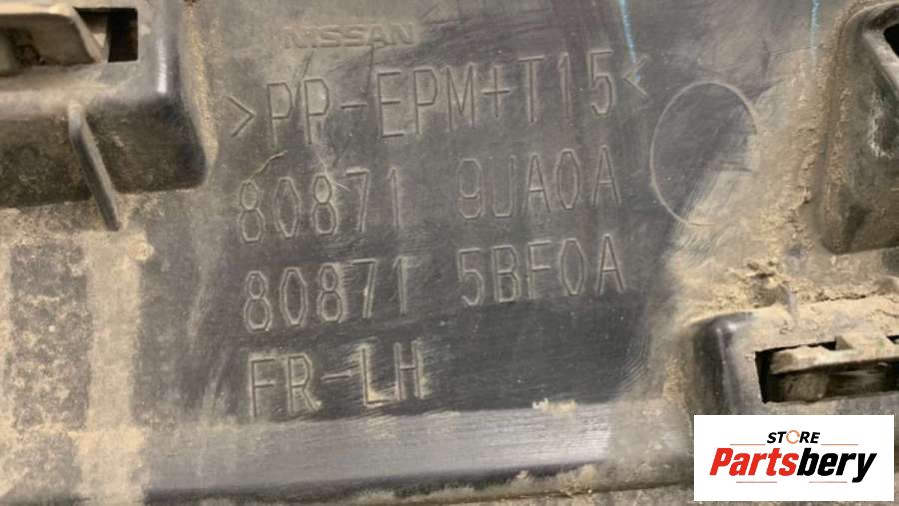 NISSAN
>PP-EPM+T15<
80871 9UA0A
80871 5BF0A
FR-LH
STORE
Partsbery